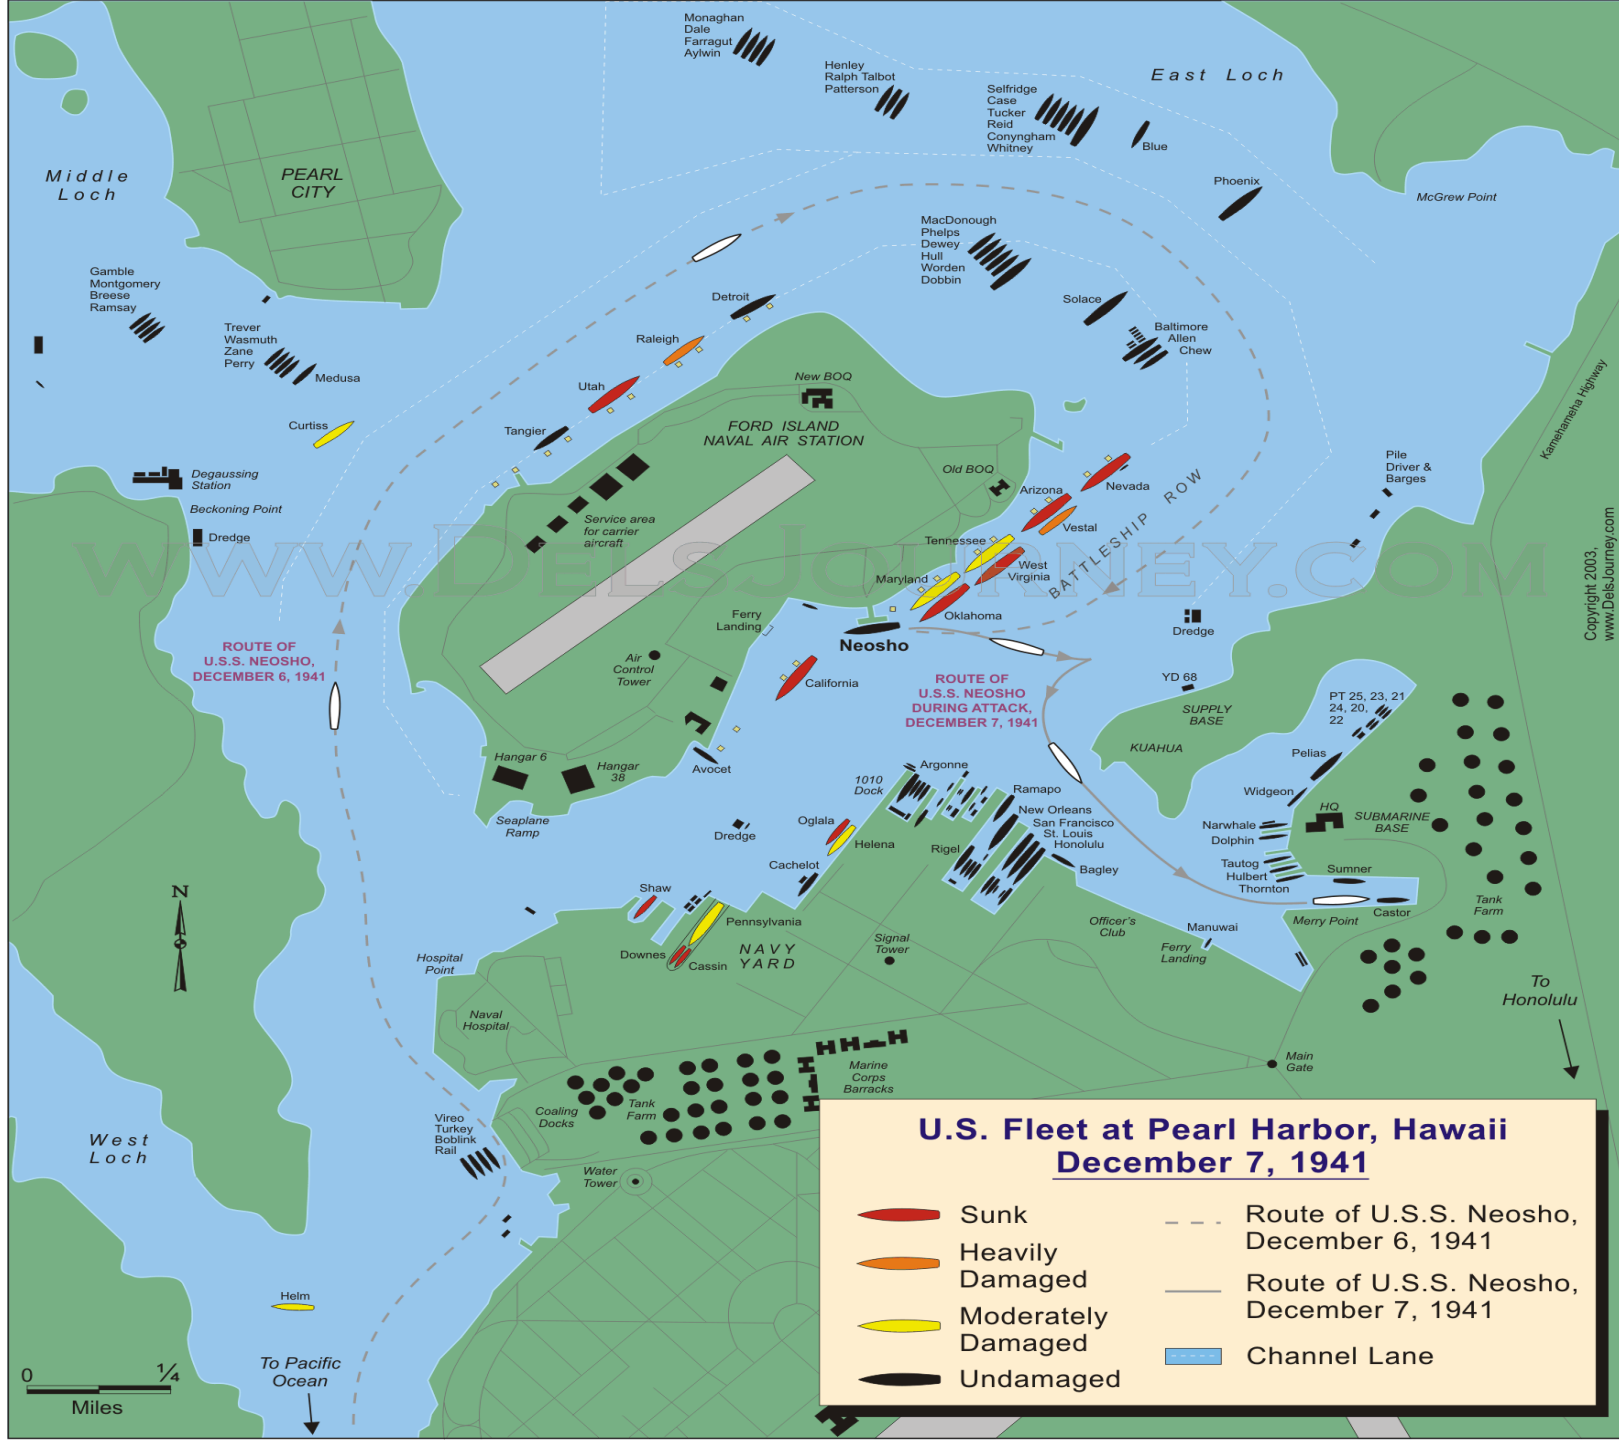 Monaghan
Dale
Farragut
Aylwin
Henley
Ralph Talbot
Patterson
Selfridge
Case
Tucker
Reid
Conyngham
Whitney
Blue
East Loch
Middle
Loch
PEARL
CITY
Phoenix
McGrew Point
MacDonough
Phelps
Dewey
Hull
Worden
Dobbin
Gamble
Montgomery
Breese
Ramsay
Trever
Wasmuth
Zane
Perry
Medusa
Detroit
Solace
Baltimore
Allen
Chew
Raleigh
Utah
Tangier
Curtiss
New BOQ
FORD ISLAND
NAVAL AIR STATION
Kamehameha Highway
Degaussing
Station
Beckoning Point
Dredge
Old BOQ
Pile
Driver &
Barges
Arizona
Nevada
Vestal
BATTLESHIP ROW
Service area
for carrier
aircraft
Tennessee
West
Virginia
Maryland
Oklahoma
www.DelsJourney.com
Copyright 2003,
www.DelsJourney.com
Ferry
Landing
Neosho
Dredge
ROUTE OF
U.S.S. NEOSHO,
DECEMBER 6, 1941
Air
Control
Tower
California
ROUTE OF
U.S.S. NEOSHO
DURING ATTACK,
DECEMBER 7, 1941
YD 68
SUPPLY
BASE
KUAHUA
PT 25, 23, 21
24, 20,
22
Pelias
Widgeon
Hangar 6
Hangar
38
Avocet
Seaplane
Ramp
1010
Dock
Argonne
Ramapo
New Orleans
San Francisco
St. Louis
Honolulu
Bagley
Rigel
Oglala
Helena
Dredge
Cachelot
Narwhale
Dolphin
Tautog
Hulbert
Thornton
HQ
SUBMARINE
BASE
Sumner
Castor
Merry Point
Tank
Farm
Shaw
Pennsylvania
Downes
Cassin
NAVY
YARD
Signal
Tower
Officer's
Club
Manuwai
Ferry
Landing
N
Hospital
Point
Naval
Hospital
To
Honolulu
Main
Gate
Marine
Corps
Barracks
Coaling
Docks
Tank
Farm
Vireo
Turkey
Boblink
Rail
West
Loch
Water
Tower
Helm
To Pacific
Ocean
0 1/4
Miles
U.S. Fleet at Pearl Harbor, Hawaii
December 7, 1941
Sunk
Heavily
Damaged
Moderately
Damaged
Undamaged
Route of U.S.S. Neosho,
December 6, 1941
Route of U.S.S. Neosho,
December 7, 1941
Channel Lane